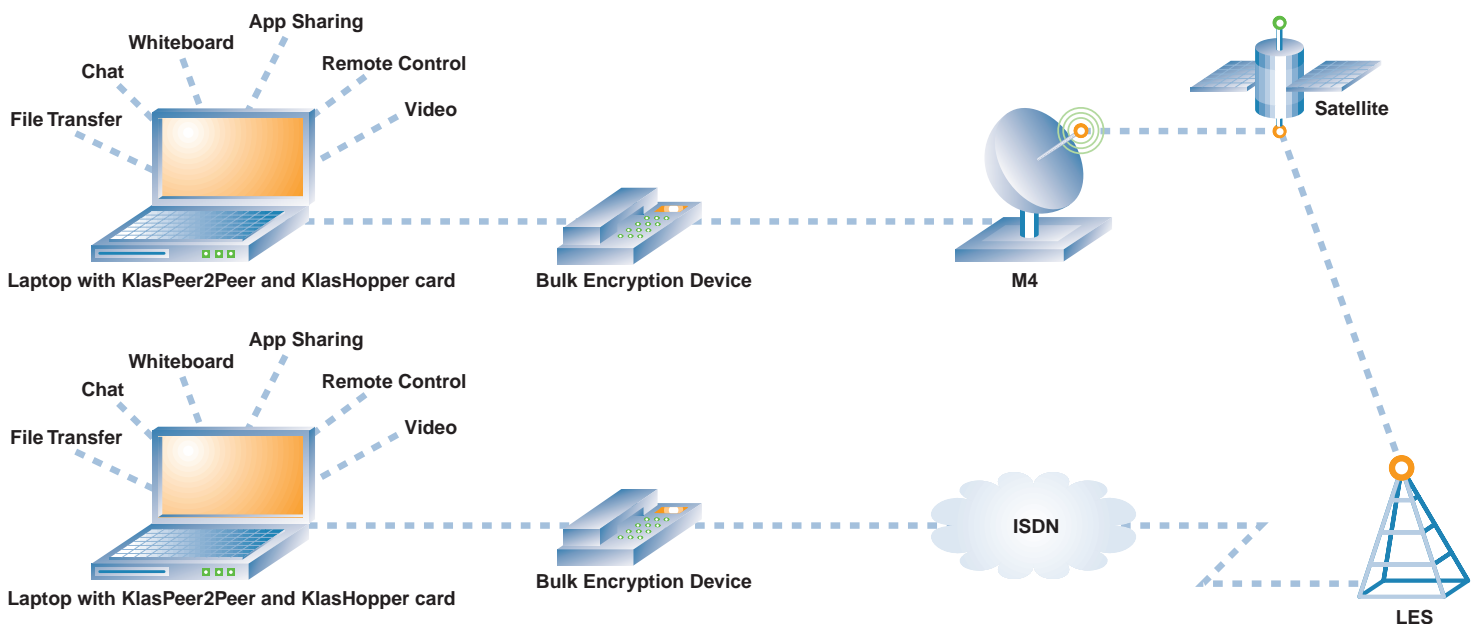 App Sharing
Whiteboard
Chat
Remote Control
File Transfer
Video
Satellite
Laptop with KlasPeer2Peer and KlasHopper card
Bulk Encryption Device
M4
App Sharing
Whiteboard
Chat
Remote Control
File Transfer
Video
ISDN
Bulk Encryption Device
Laptop with KlasPeer2Peer and KlasHopper card
LES